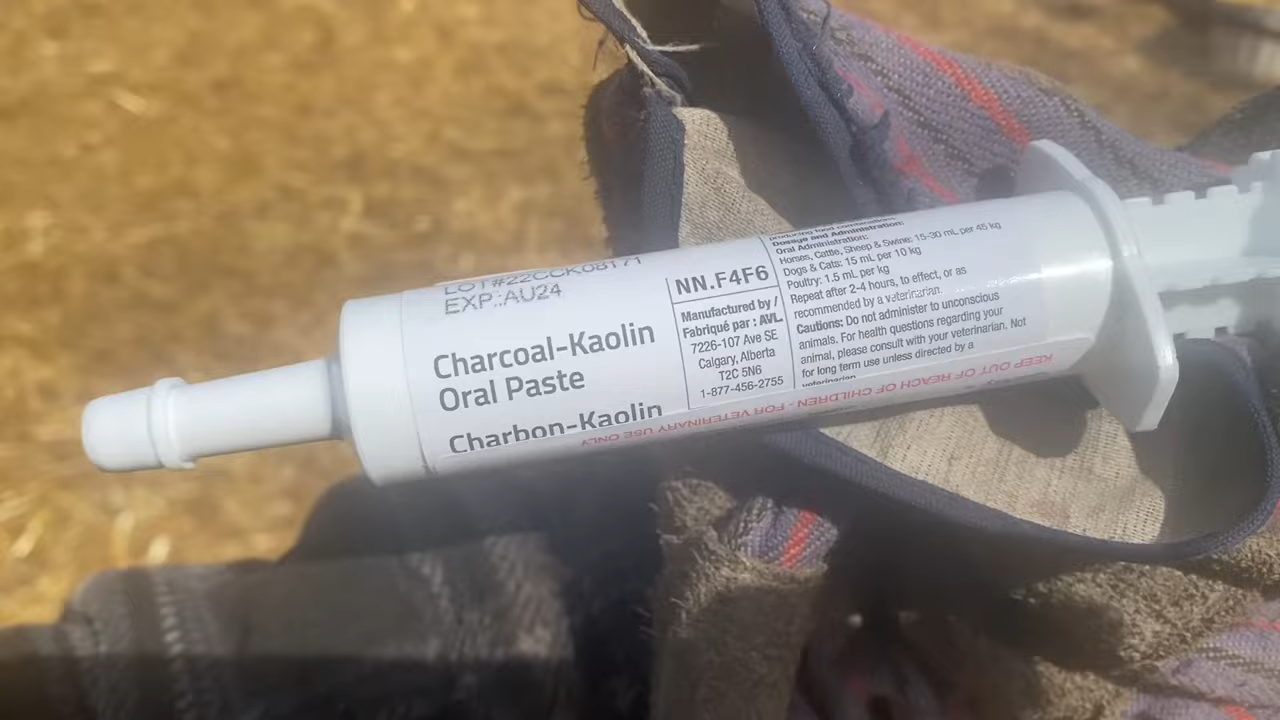 LOT#22CCK08171
EXP.:AU24
Charcoal-Kaolin
Oral Paste
Charbon-Kaolin
NN.F4F6
Manufactured by /
Fabriqué par : AVL
7226-107 Ave SE
Calgary, Alberta
T2C 5N6
1-877-456-2755
producing food combinations.
Dosage and Administration:
Oral Administration:
Horses, Cattle, Sheep & Swine: 15-30 mL per 45 kg
Dogs & Cats: 15 mL per 10 kg
Poultry: 1.5 mL per kg
Repeat after 2-4 hours, to effect, or as
recommended by a veterinarian.
Cautions: Do not administer to unconscious
animals. For health questions regarding your
animal, please consult with your veterinarian. Not
for long term use unless directed by a
veterinarian
KEEP OUT OF REACH OF CHILDREN - FOR VETERINARY USE ONLY